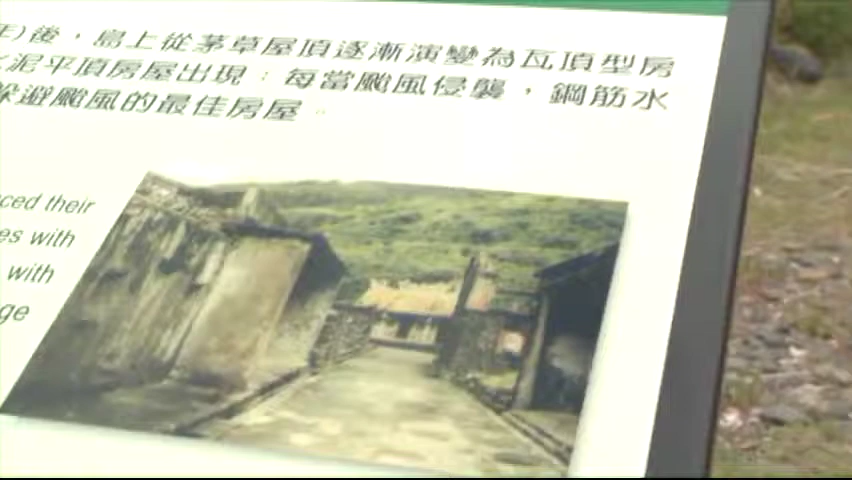 年)後，島上從茅草屋頂逐漸演變為瓦頂型房
泥平頂房屋出現；每當颱風侵襲，鋼筋水
躲避颱風的最佳房屋。
ced their
es with
with
ge